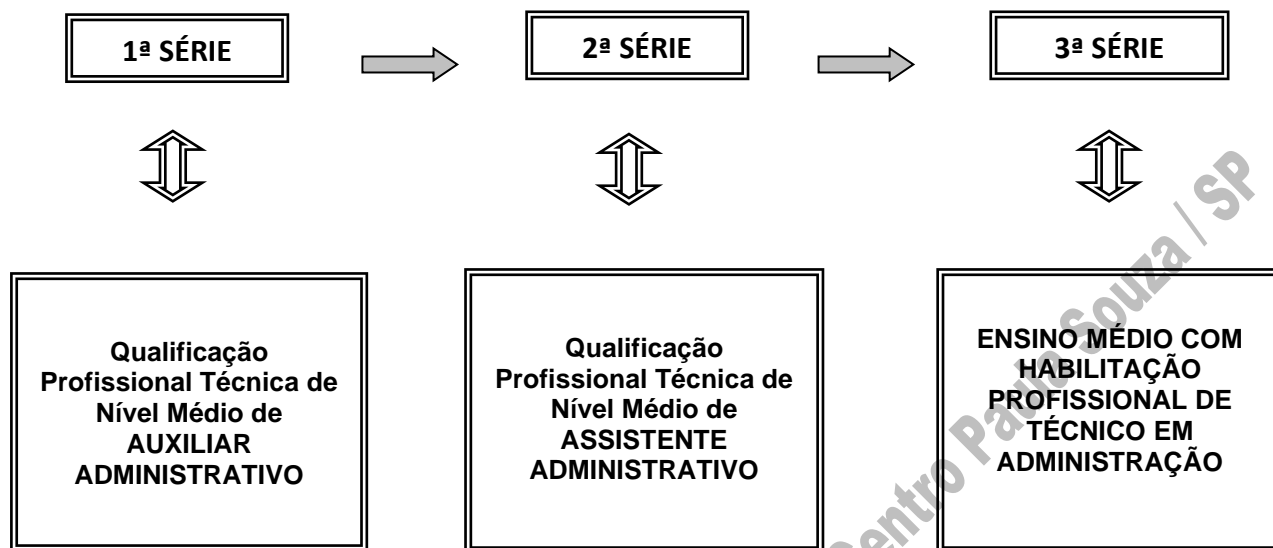 1ª SÉRIE
2ª SÉRIE
3ª SÉRIE
Qualificação
Profissional Técnica de
Nível Médio de
AUXILIAR
ADMINISTRATIVO
Qualificação
Profissional Técnica de
Nível Médio de
ASSISTENTE
ADMINISTRATIVO
ENSINO MÉDIO COM
HABILITAÇÃO
PROFISSIONAL DE
TÉCNICO EM
ADMINISTRAÇÃO
Centro Paula Souza / SP